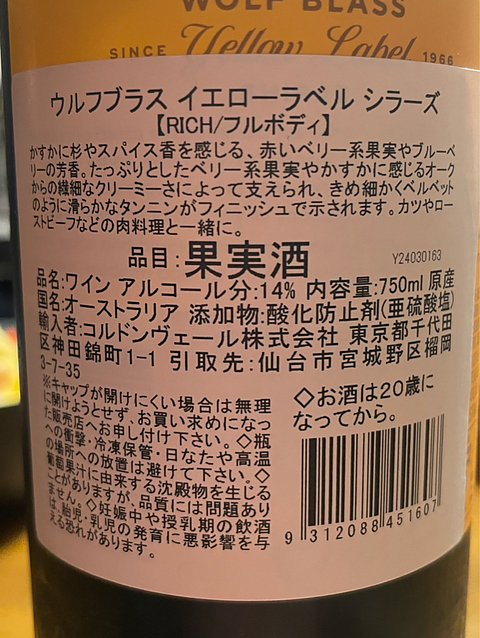 WOLF BLASS
SINCE Yellow Label 1966
ウルフブラス イエローラベル シラーズ
【RICH/フルボディ】
かすかに杉やスパイス香を感じる、赤いベリー系果実やブルーベ
リーの芳香。たっぷりとしたベリー系果実やかすかに感じるオーク
からの繊細なクリーミーさによって支えられ、きめ細かくベルベット
のように滑らかなタンニンがフィニッシュで示されます。カツやロー
ストビーフなどの肉料理と一緒に。
品目:果実酒 Y24030163
品名:ワイン アルコール分:14% 内容量:750ml 原産
国名:オーストラリア 添加物:酸化防止剤(亜硫酸塩)
輸入者:コルドンヴェール株式会社 東京都千代田
区神田錦町1-1 引取先:仙台市宮城野区榴岡
3-7-35
※キャップが開けにくい場合は無理
に開けようとせず、お買い求めになっ
た販売店へお申し付け下さい。◇瓶
への衝撃・冷凍保管・日なたや高温
の場所への放置は避けて下さい。◇
葡萄果汁に由来する沈殿物を生じる
ことがありますが、品質には問題あり
ません。◇妊娠中や授乳期の飲酒
は、胎児・乳児の発育に悪影響を与
える恐れがあります。
◇お酒は20歳に
なってから。
9 312088 451607